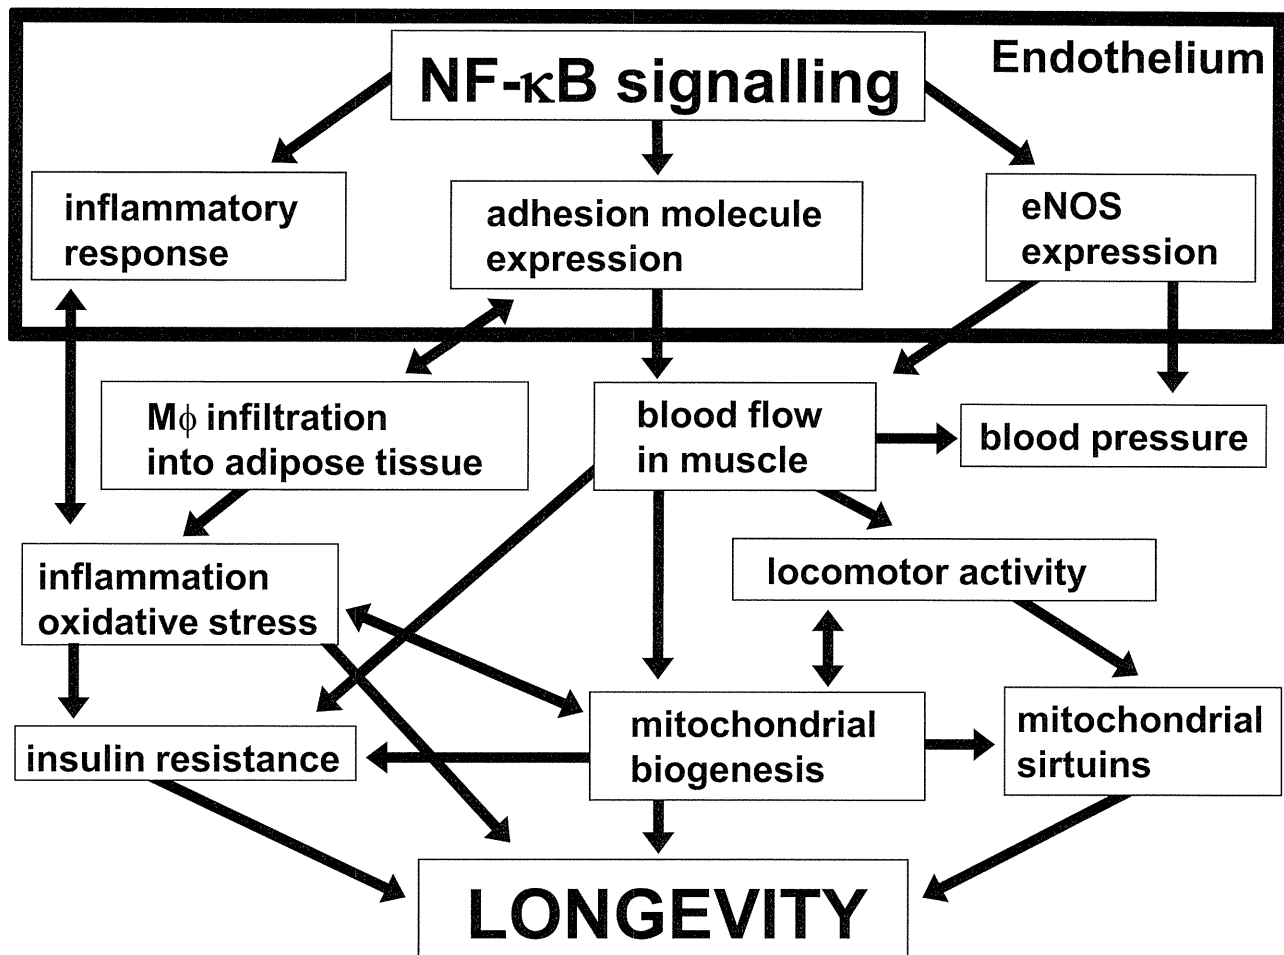 Endothelium
NF-κB signalling
inflammatory
response
adhesion molecule
expression
eNOS
expression
Mϕ infiltration
into adipose tissue
blood flow
in muscle
blood pressure
inflammation
oxidative stress
locomotor activity
insulin resistance
mitochondrial
biogenesis
mitochondrial
sirtuins
LONGEVITY